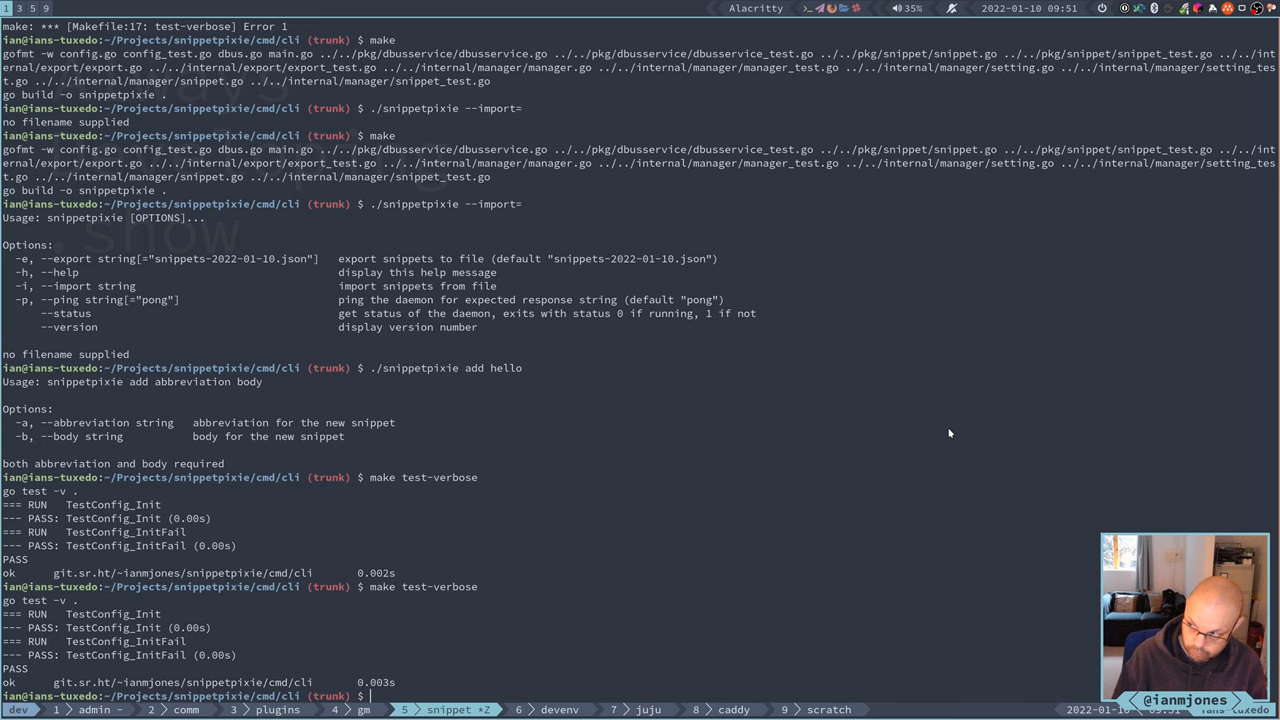 1 3 5 9
Alacritty
35%
2022-01-10 09:51
make: *** [Makefile:17: test-verbose] Error 1
ian@ians-tuxedo:~/Projects/snippetpixie/cmd/cli (trunk) $ make
gofmt -w config.go config_test.go dbus.go main.go ../../pkg/dbusservice/dbusservice.go ../../pkg/dbusservice/dbusservice_test.go ../../pkg/snippet/snippet.go ../../pkg/snippet/snippet_test.go ../../int
ernal/export/export.go ../../internal/export/export_test.go ../../internal/manager/manager.go ../../internal/manager/manager_test.go ../../internal/manager/setting.go ../../internal/manager/setting_tes
t.go ../../internal/manager/snippet.go ../../internal/manager/snippet_test.go
go build -o snippetpixie .
ian@ians-tuxedo:~/Projects/snippetpixie/cmd/cli (trunk) $ ./snippetpixie --import=
no filename supplied
ian@ians-tuxedo:~/Projects/snippetpixie/cmd/cli (trunk) $ make
gofmt -w config.go config_test.go dbus.go main.go ../../pkg/dbusservice/dbusservice.go ../../pkg/dbusservice/dbusservice_test.go ../../pkg/snippet/snippet.go ../../pkg/snippet/snippet_test.go ../../int
ernal/export/export.go ../../internal/export/export_test.go ../../internal/manager/manager.go ../../internal/manager/manager_test.go ../../internal/manager/setting.go ../../internal/manager/setting_tes
t.go ../../internal/manager/snippet.go ../../internal/manager/snippet_test.go
go build -o snippetpixie .
ian@ians-tuxedo:~/Projects/snippetpixie/cmd/cli (trunk) $ ./snippetpixie --import=
Usage: snippetpixie [OPTIONS]...
.show
Options:
-e, --export string[="snippets-2022-01-10.json"] export snippets to file (default "snippets-2022-01-10.json")
-h, --help display this help message
-i, --import string import snippets from file
-p, --ping string[="pong"] ping the daemon for expected response string (default "pong")
--status get status of the daemon, exits with status 0 if running, 1 if not
--version display version number
no filename supplied
ian@ians-tuxedo:~/Projects/snippetpixie/cmd/cli (trunk) $ ./snippetpixie add hello
Usage: snippetpixie add abbreviation body
Options:
-a, --abbreviation string abbreviation for the new snippet
-b, --body string body for the new snippet
both abbreviation and body required
ian@ians-tuxedo:~/Projects/snippetpixie/cmd/cli (trunk) $ make test-verbose
go test -v .
=== RUN TestConfig_Init
--- PASS: TestConfig_Init (0.00s)
=== RUN TestConfig_InitFail
--- PASS: TestConfig_InitFail (0.00s)
PASS
ok git.sr.ht/~ianmjones/snippetpixie/cmd/cli 0.002s
ian@ians-tuxedo:~/Projects/snippetpixie/cmd/cli (trunk) $ make test-verbose
go test -v .
=== RUN TestConfig_Init
--- PASS: TestConfig_Init (0.00s)
=== RUN TestConfig_InitFail
--- PASS: TestConfig_InitFail (0.00s)
PASS
ok git.sr.ht/~ianmjones/snippetpixie/cmd/cli 0.003s
ian@ians-tuxedo:~/Projects/snippetpixie/cmd/cli (trunk) $
@ianmjones
dev 1 admin - 2 comm 3 plugins 4 gm 5 snippet *Z 6 devenv 7 juju 8 caddy 9 scratch